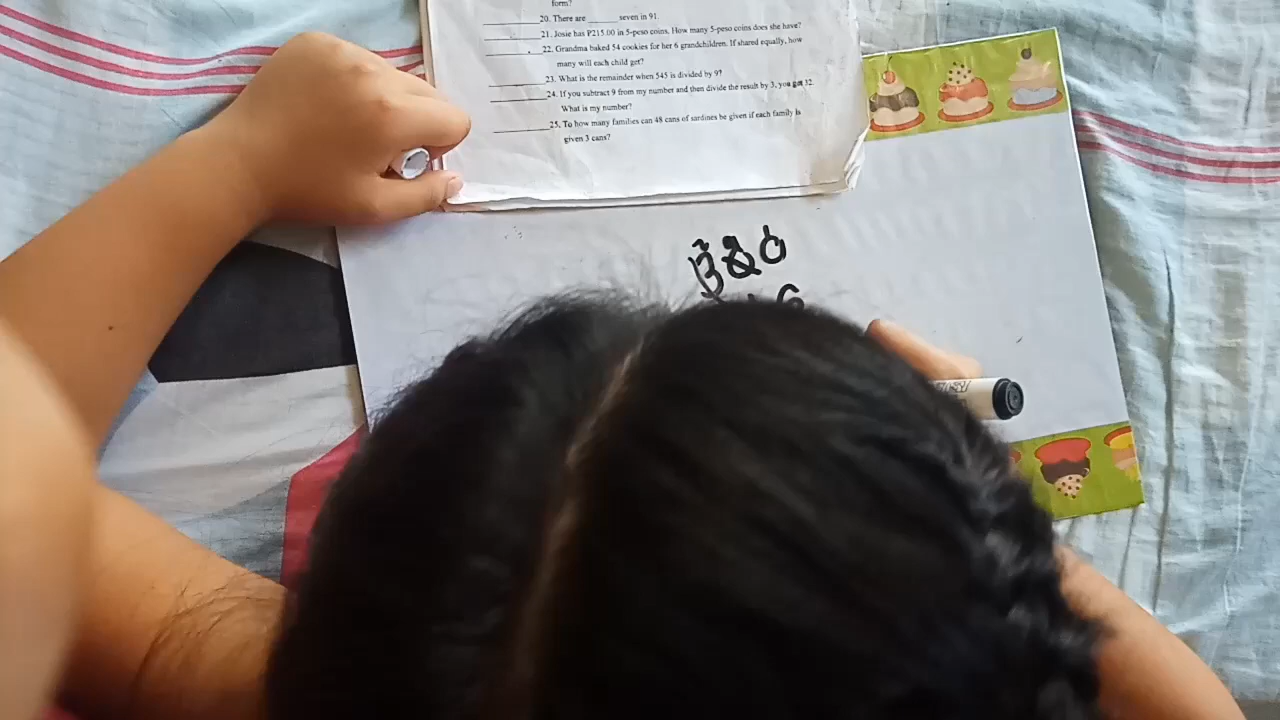 form?
20. There are ______ seven in 91.
21. Josie has P215.00 in 5-peso coins. How many 5-peso coins does she have?
22. Grandma baked 54 cookies for her 6 grandchildren. If shared equally, how
many will each child get?
23. What is the remainder when 545 is divided by 9?
24. If you subtract 9 from my number and then divide the result by 3, you get 32.
What is my number?
25. To how many families can 48 cans of sardines be given if each family is
given 3 cans?